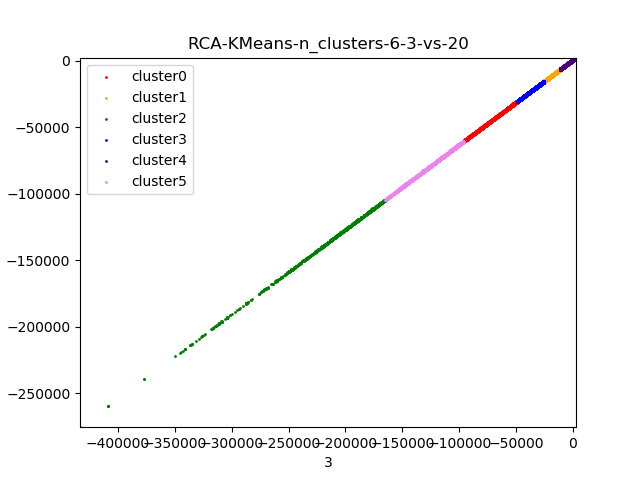 RCA-KMeans-n_clusters-6-3-vs-20
0
−50000
−100000
−150000
−200000
−250000
cluster0
cluster1
cluster2
cluster3
cluster4
cluster5
−400000 −350000 −300000 −250000 −200000 −150000 −100000 −50000 0
3